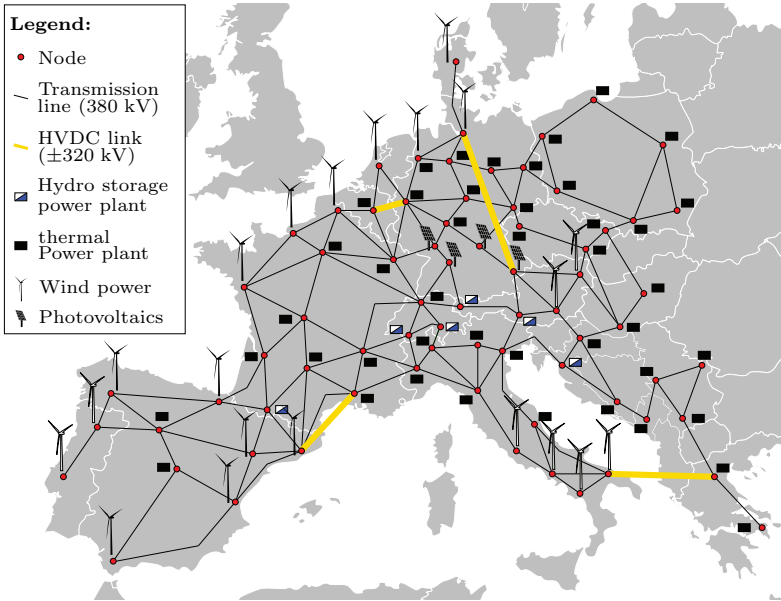 Legend:
Node
Transmission
line (380 kV)
HVDC link
(±320 kV)
Hydro storage
power plant
thermal
Power plant
Wind power
Photovoltaics